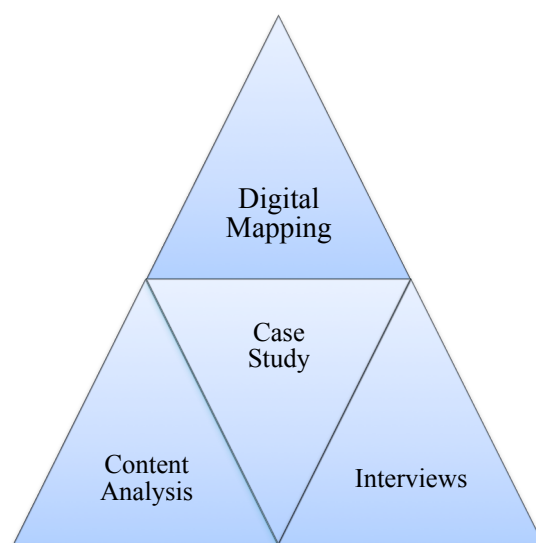 Digital
Mapping
Case
Study
Content
Analysis
Interviews